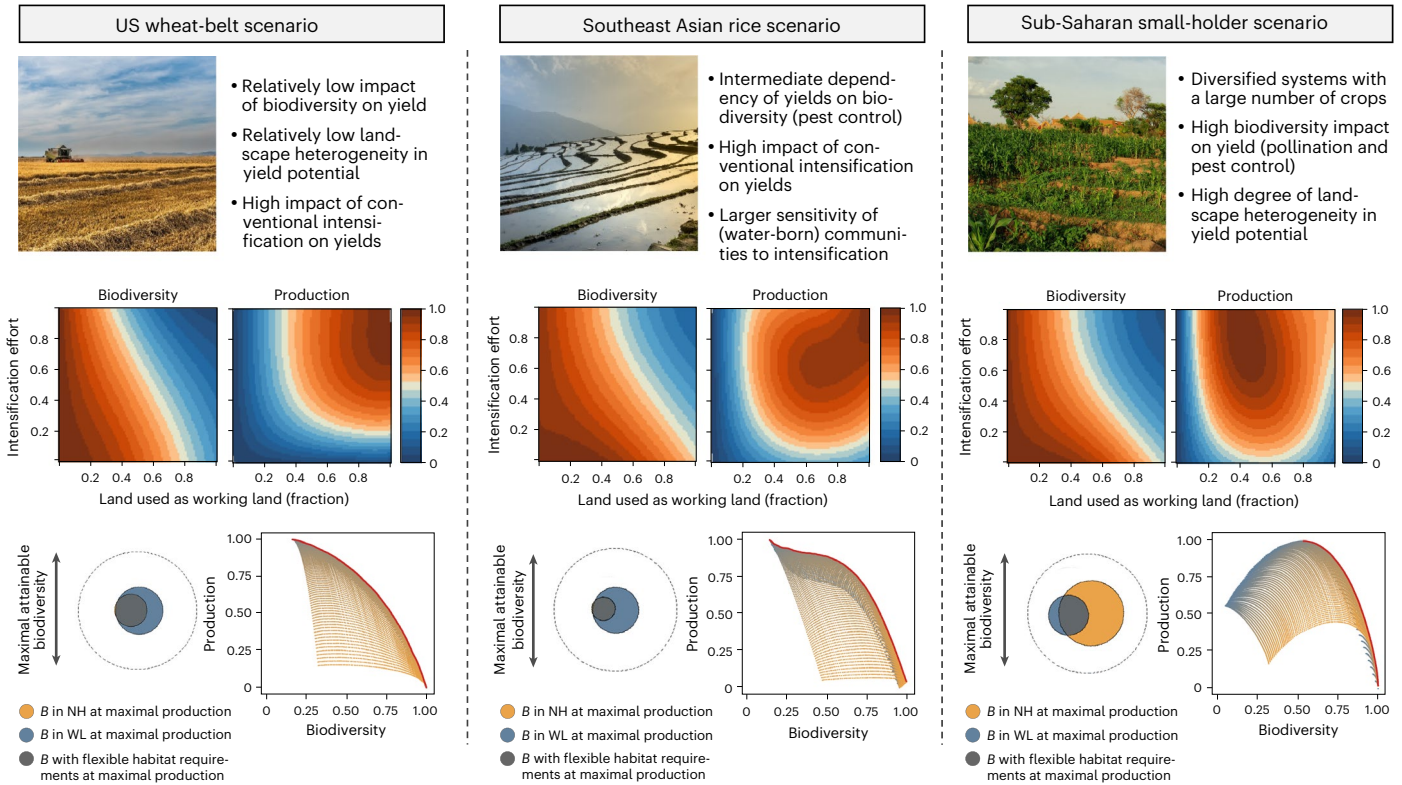 US wheat-belt scenario
• Relatively low impact
of biodiversity on yield
• Relatively low land-
scape heterogeneity in
yield potential
• High impact of con-
ventional intensi-
fication on yields
Biodiversity
Production
Intensification effort
0.8
0.6
0.4
0.2
0.2 0.4 0.6 0.8
0.2 0.4 0.6 0.8
1.0
0.8
0.6
0.4
0.2
0
Land used as working land (fraction)
Maximal attainable
biodiversity
Production
1.00
0.75
0.50
0.25
0
0 0.25 0.50 0.75 1.00
Biodiversity
B in NH at maximal production
B in WL at maximal production
B with flexible habitat require-
ments at maximal production
Southeast Asian rice scenario
• Intermediate depend-
ency of yields on bio-
diversity (pest control)
• High impact of con-
ventional intensification
on yields
• Larger sensitivity of
(water-born) communi-
ties to intensification
Biodiversity
Production
Intensification effort
0.8
0.6
0.4
0.2
0.2 0.4 0.6 0.8
0.2 0.4 0.6 0.8
1.0
0.8
0.6
0.4
0.2
0
Land used as working land (fraction)
Maximal attainable
biodiversity
Production
1.00
0.75
0.50
0.25
0
0 0.25 0.50 0.75 1.00
Biodiversity
B in NH at maximal production
B in WL at maximal production
B with flexible habitat require-
ments at maximal production
Sub-Saharan small-holder scenario
• Diversified systems with
a large number of crops
• High biodiversity impact
on yield (pollination and
pest control)
• High degree of land-
scape heterogeneity in
yield potential
Biodiversity
Production
Intensification effort
0.8
0.6
0.4
0.2
0.2 0.4 0.6 0.8
0.2 0.4 0.6 0.8
1.0
0.8
0.6
0.4
0.2
0
Land used as working land (fraction)
Maximal attainable
biodiversity
Production
1.00
0.75
0.50
0.25
0
0 0.25 0.50 0.75 1.00
Biodiversity
B in NH at maximal production
B in WL at maximal production
B with flexible habitat require-
ments at maximal production